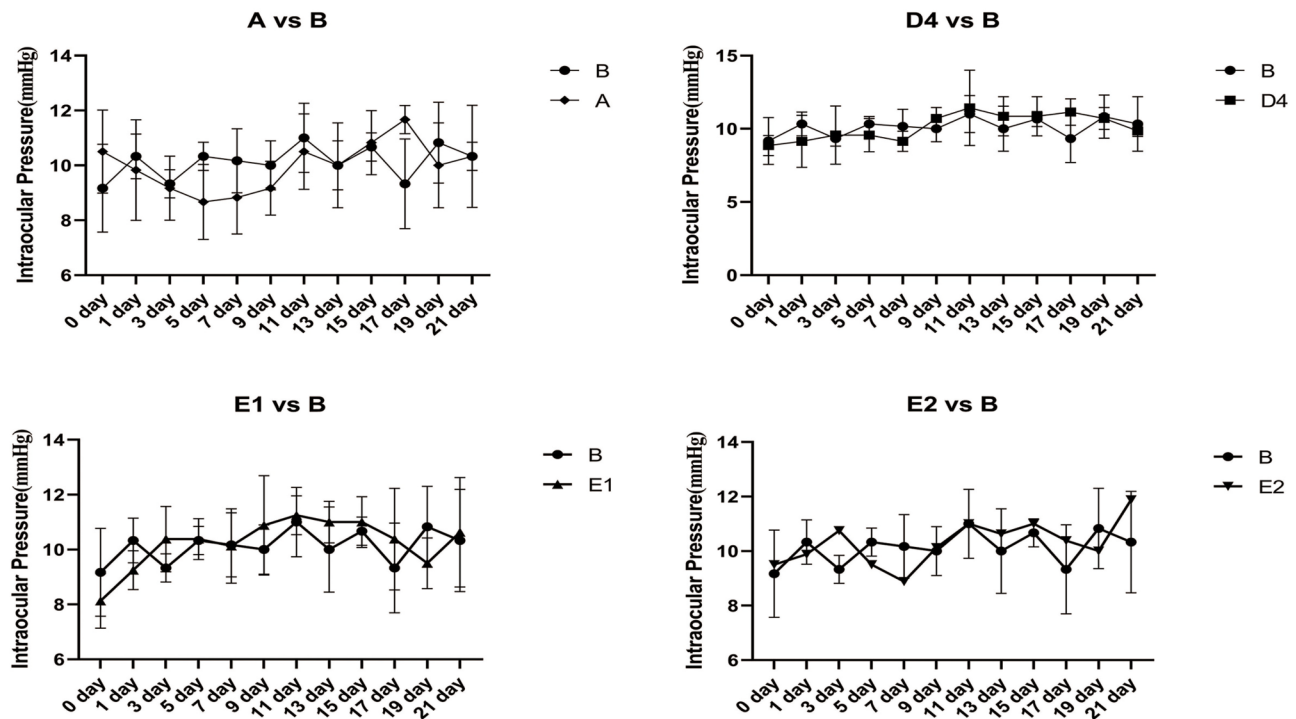 A vs B
Intraocular Pressure(mmHg)
14
12
10
8
6
0 day
1 day
3 day
5 day
7 day
9 day
11 day
13 day
15 day
17 day
19 day
21 day
B
A
D4 vs B
Intraocular Pressure(mmHg)
15
10
5
0
0 day
1 day
3 day
5 day
7 day
9 day
11 day
13 day
15 day
17 day
19 day
21 day
B
D4
E1 vs B
Intraocular Pressure(mmHg)
14
12
10
8
6
0 day
1 day
3 day
5 day
7 day
9 day
11 day
13 day
15 day
17 day
19 day
21 day
B
E1
E2 vs B
Intraocular Pressure(mmHg)
14
12
10
8
6
0 day
1 day
3 day
5 day
7 day
9 day
11 day
13 day
15 day
17 day
19 day
21 day
B
E2